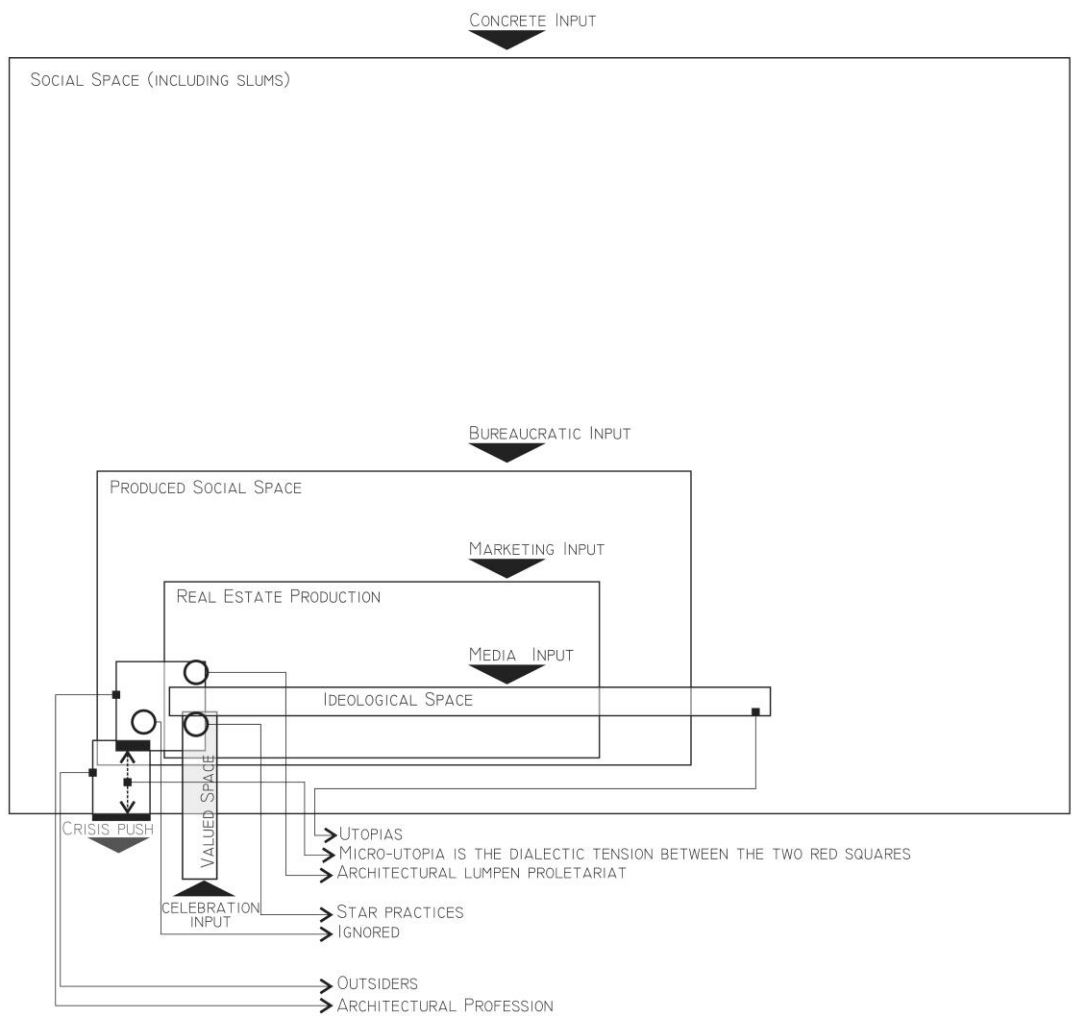 Concrete Input
Social Space (including slums)
Bureaucratic Input
Produced Social Space
Marketing Input
Real Estate Production
Media Input
Ideological Space
Valued Space
Crisis push
Utopias
Micro-utopia is the dialectic tension between the two red squares
Architectural lumpen proletariat
celebration
input
Star practices
Ignored
Outsiders
Architectural Profession